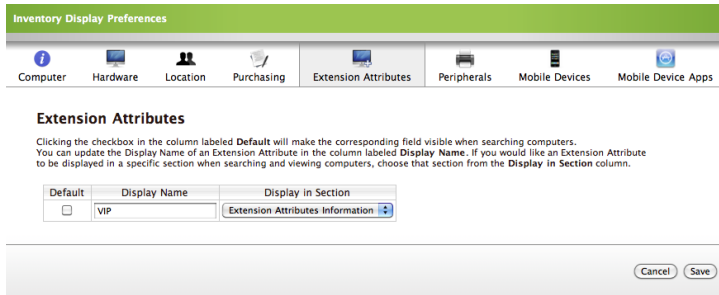 Inventory Display Preferences
Computer Hardware Location Purchasing Extension Attributes Peripherals Mobile Devices Mobile Device Apps
Extension Attributes
Clicking the checkbox in the column labeled Default will make the corresponding field visible when searching computers.
You can update the Display Name of an Extension Attribute in the column labeled Display Name. If you would like an Extension Attribute
to be displayed in a specific section when searching and viewing computers, choose that section from the Display in Section column.
Default Display Name Display in Section
VIP Extension Attributes Information
Cancel Save